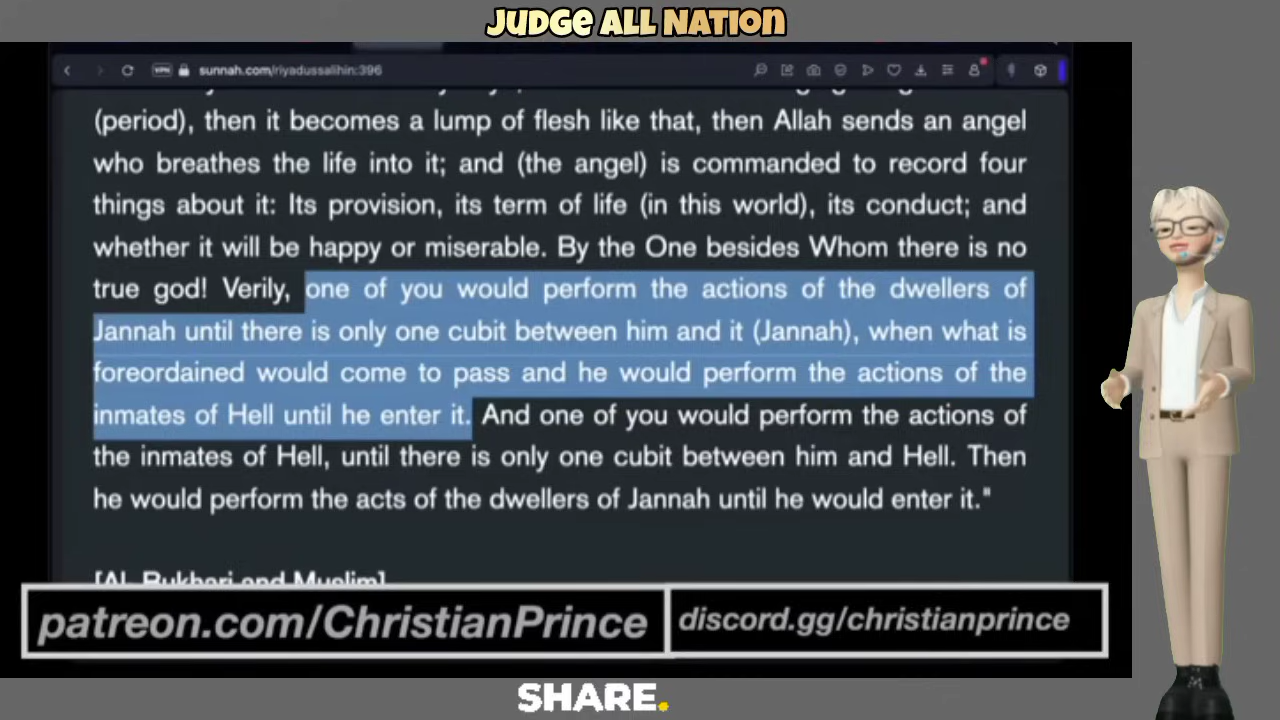 JUDGE ALL NATION
sunnah.com/riyadussalihin:396
(period), then it becomes a lump of flesh like that, then Allah sends an angel
who breathes the life into it; and (the angel) is commanded to record four
things about it: Its provision, its term of life (in this world), its conduct; and
whether it will be happy or miserable. By the One besides Whom there is no
true god! Verily, one of you would perform the actions of the dwellers of
Jannah until there is only one cubit between him and it (Jannah), when what is
foreordained would come to pass and he would perform the actions of the
inmates of Hell until he enter it. And one of you would perform the actions of
the inmates of Hell, until there is only one cubit between him and Hell. Then
he would perform the acts of the dwellers of Jannah until he would enter it."
[Al- Bukhari and Muslim]
patreon.com/ChristianPrince
discord.gg/christianprince
SHARE.